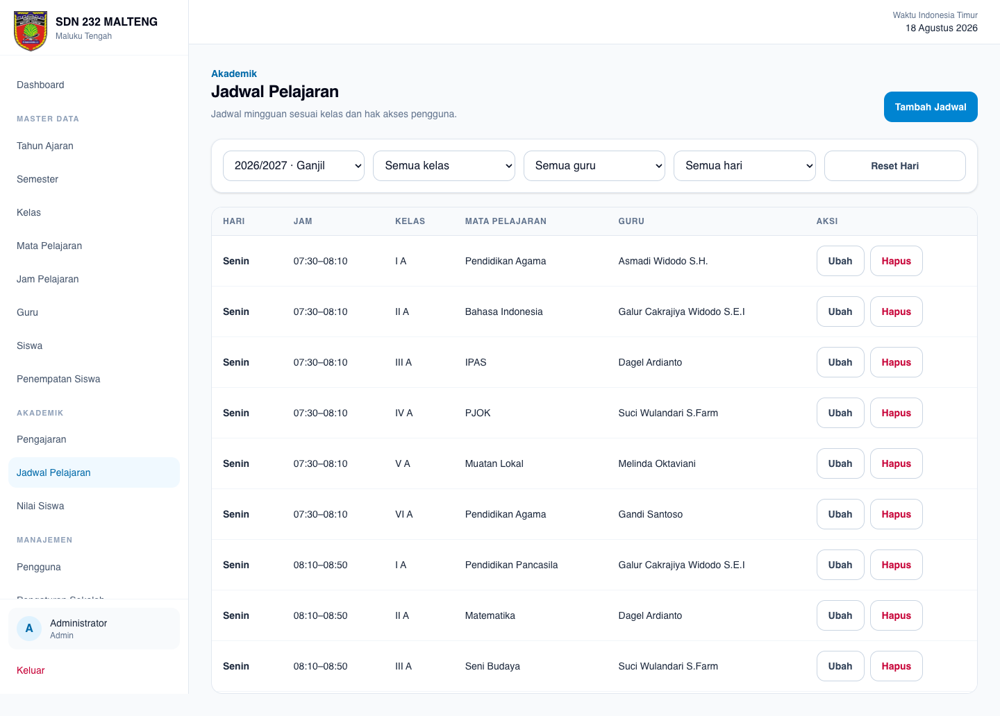 SDN 232 MALTENG
Maluku Tengah
Waktu Indonesia Timur
18 Agustus 2026
Dashboard
MASTER DATA
Tahun Ajaran
Semester
Kelas
Mata Pelajaran
Jam Pelajaran
Guru
Siswa
Penempatan Siswa
AKADEMIK
Pengajaran
Jadwal Pelajaran
Nilai Siswa
MANAJEMEN
Pengguna
Pengaturan Sekolah
A
Administrator
Admin
Keluar
Akademik
Jadwal Pelajaran
Jadwal mingguan sesuai kelas dan hak akses pengguna.
Tambah Jadwal
2026/2027 · Ganjil Semua kelas Semua guru Semua hari Reset Hari
HARI JAM KELAS MATA PELAJARAN GURU AKSI
Senin 07:30–08:10 I A Pendidikan Agama Asmadi Widodo S.H. Ubah Hapus
Senin 07:30–08:10 II A Bahasa Indonesia Galur Cakrajiya Widodo S.E.I Ubah Hapus
Senin 07:30–08:10 III A IPAS Dagel Ardianto Ubah Hapus
Senin 07:30–08:10 IV A PJOK Suci Wulandari S.Farm Ubah Hapus
Senin 07:30–08:10 V A Muatan Lokal Melinda Oktaviani Ubah Hapus
Senin 07:30–08:10 VI A Pendidikan Agama Gandi Santoso Ubah Hapus
Senin 08:10–08:50 I A Pendidikan Pancasila Galur Cakrajiya Widodo S.E.I Ubah Hapus
Senin 08:10–08:50 II A Matematika Dagel Ardianto Ubah Hapus
Senin 08:10–08:50 III A Seni Budaya Suci Wulandari S.Farm Ubah Hapus